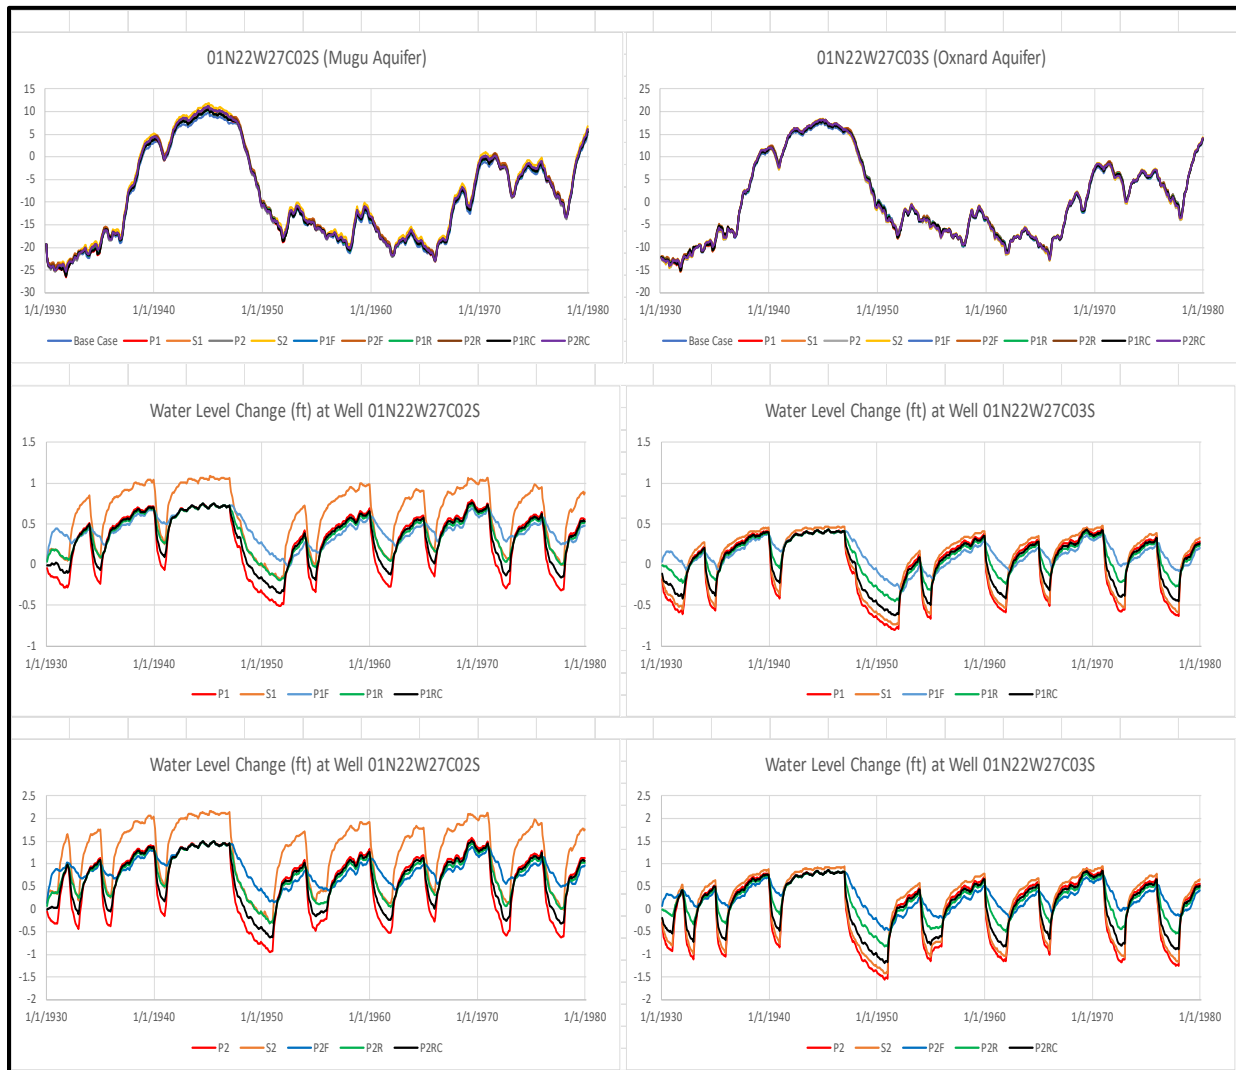 01N22W27C02S (Mugu Aquifer)
15
10
5
0
-5
-10
-15
-20
-25
-30
1/1/1930 1/1/1940 1/1/1950 1/1/1960 1/1/1970 1/1/1980
Base Case P1 S1 P2 S2 P1F P2F P1R P2R P1RC P2RC
01N22W27C03S (Oxnard Aquifer)
25
20
15
10
5
0
-5
-10
-15
-20
1/1/1930 1/1/1940 1/1/1950 1/1/1960 1/1/1970 1/1/1980
Base Case P1 S1 P2 S2 P1F P2F P1R P2R P1RC P2RC
Water Level Change (ft) at Well 01N22W27C02S
1.5
1
0.5
0
-0.5
-1
1/1/1930 1/1/1940 1/1/1950 1/1/1960 1/1/1970 1/1/1980
P1 S1 P1F P1R P1RC
Water Level Change (ft) at Well 01N22W27C03S
1.5
1
0.5
0
-0.5
-1
1/1/1930 1/1/1940 1/1/1950 1/1/1960 1/1/1970 1/1/1980
P1 S1 P1F P1R P1RC
Water Level Change (ft) at Well 01N22W27C02S
2.5
2
1.5
1
0.5
0
-0.5
-1
-1.5
-2
1/1/1930 1/1/1940 1/1/1950 1/1/1960 1/1/1970 1/1/1980
P2 S2 P2F P2R P2RC
Water Level Change (ft) at Well 01N22W27C03S
2.5
2
1.5
1
0.5
0
-0.5
-1
-1.5
-2
1/1/1930 1/1/1940 1/1/1950 1/1/1960 1/1/1970 1/1/1980
P2 S2 P2F P2R P2RC